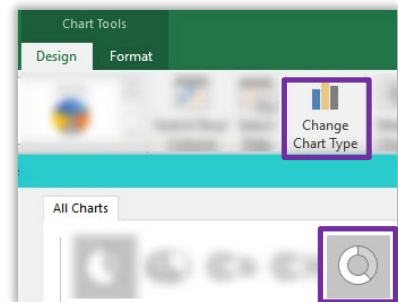 Chart Tools
Design Format
Change
Chart Type
All Charts